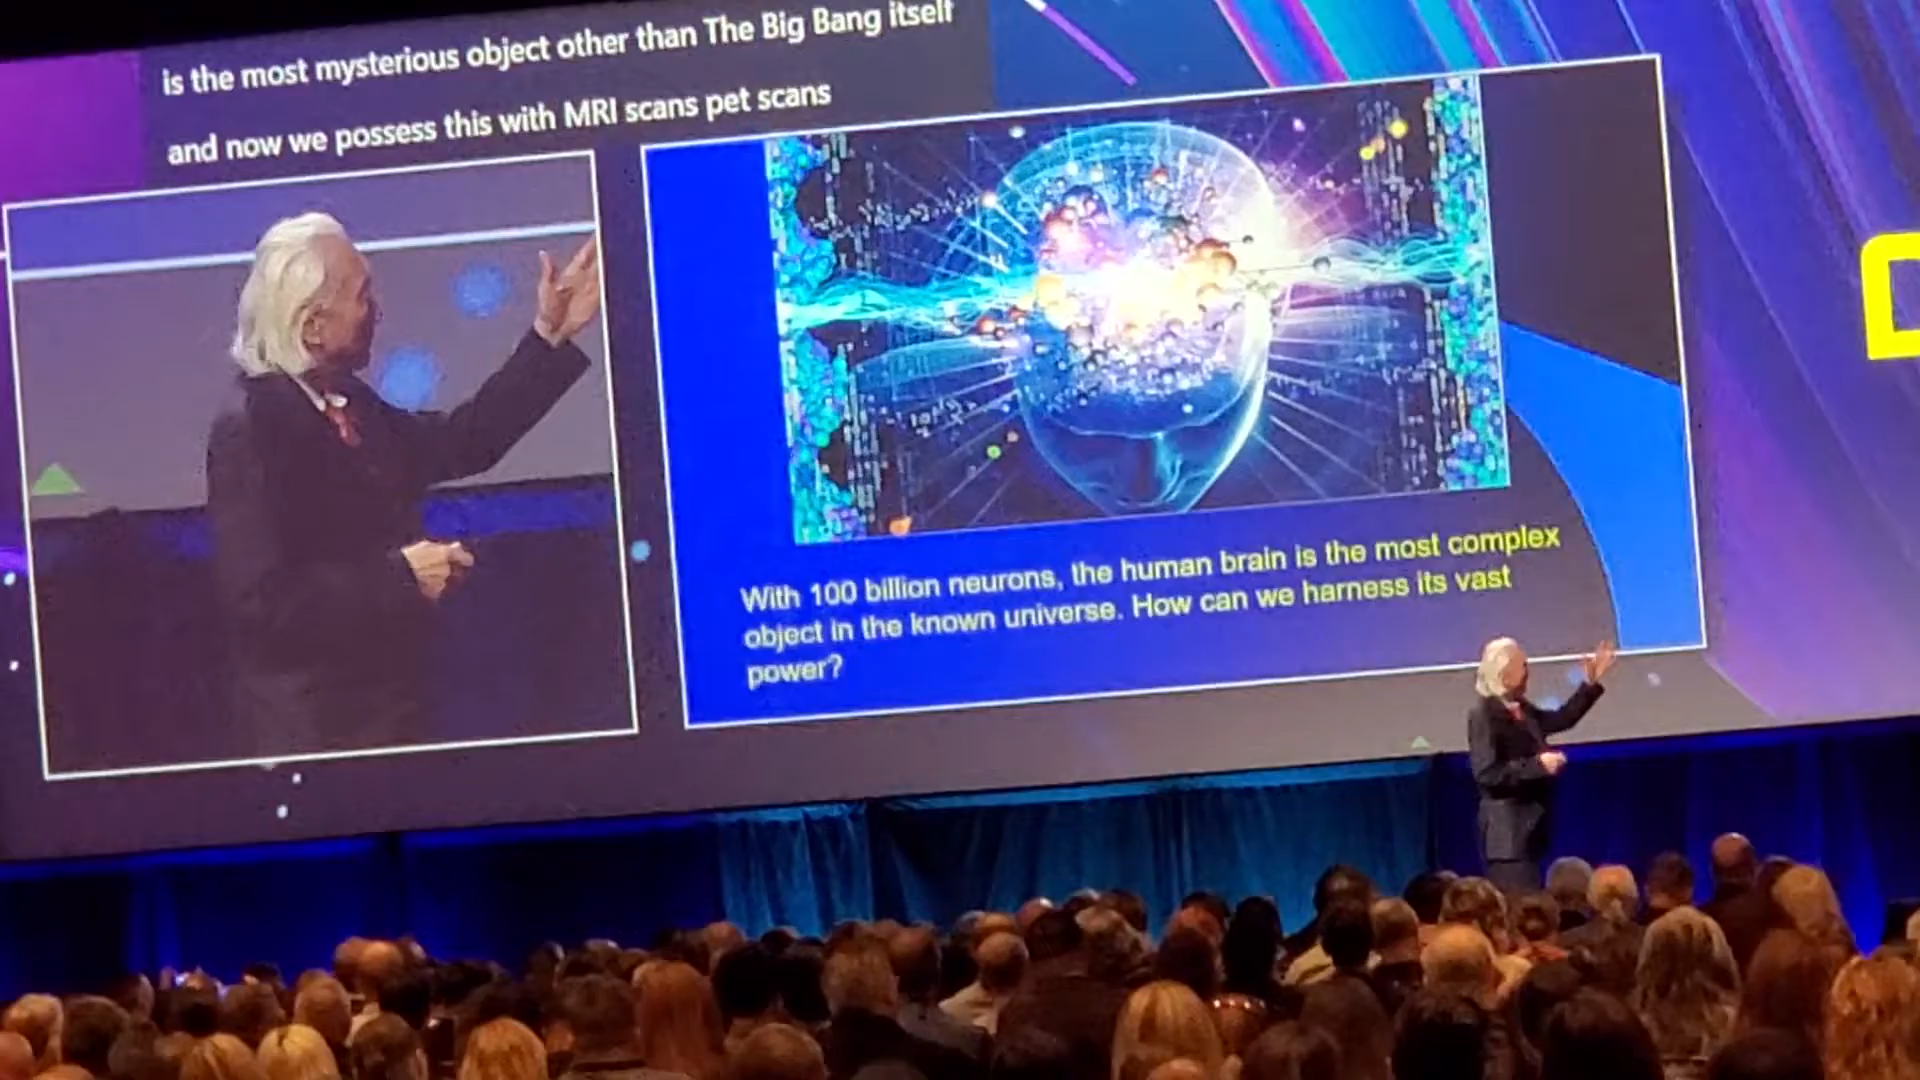 is the most mysterious object other than The Big Bang itself
and now we possess this with MRI scans pet scans
With 100 billion neurons, the human brain is the most complex
object in the known universe. How can we harness its vast
power?